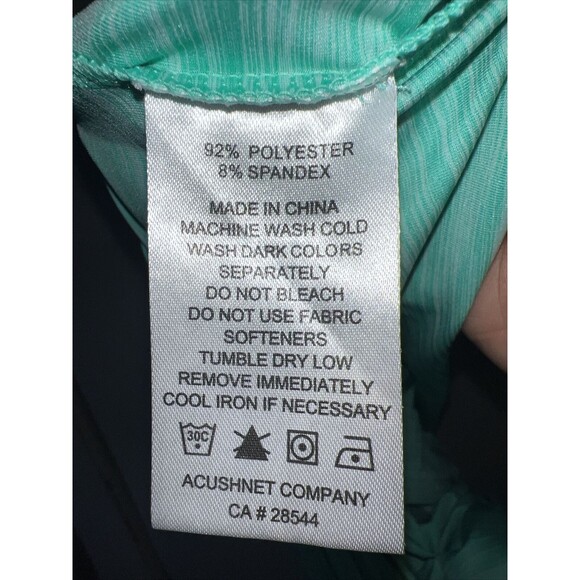 92% POLYESTER
8% SPANDEX
MADE IN CHINA
MACHINE WASH COLD
WASH DARK COLORS
SEPARATELY
DO NOT BLEACH
DO NOT USE FABRIC
SOFTENERS
TUMBLE DRY LOW
REMOVE IMMEDIATELY
COOL IRON IF NECESSARY
30C
ACUSHNET COMPANY
CA # 28544